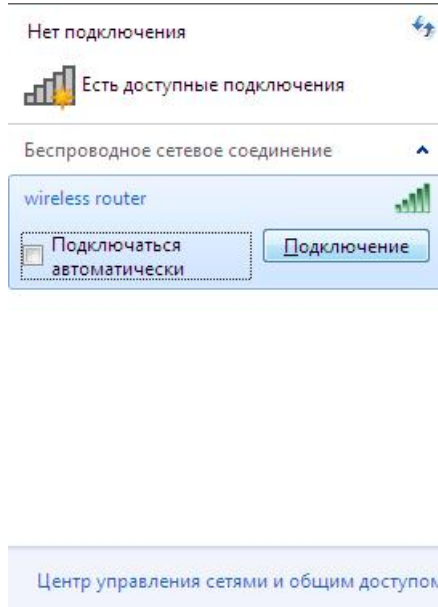 Нет подключения
Есть доступные подключения
Беспроводное сетевое соединение
wireless router
Подключаться
автоматически
Подключение
Центр управления сетями и общим доступом